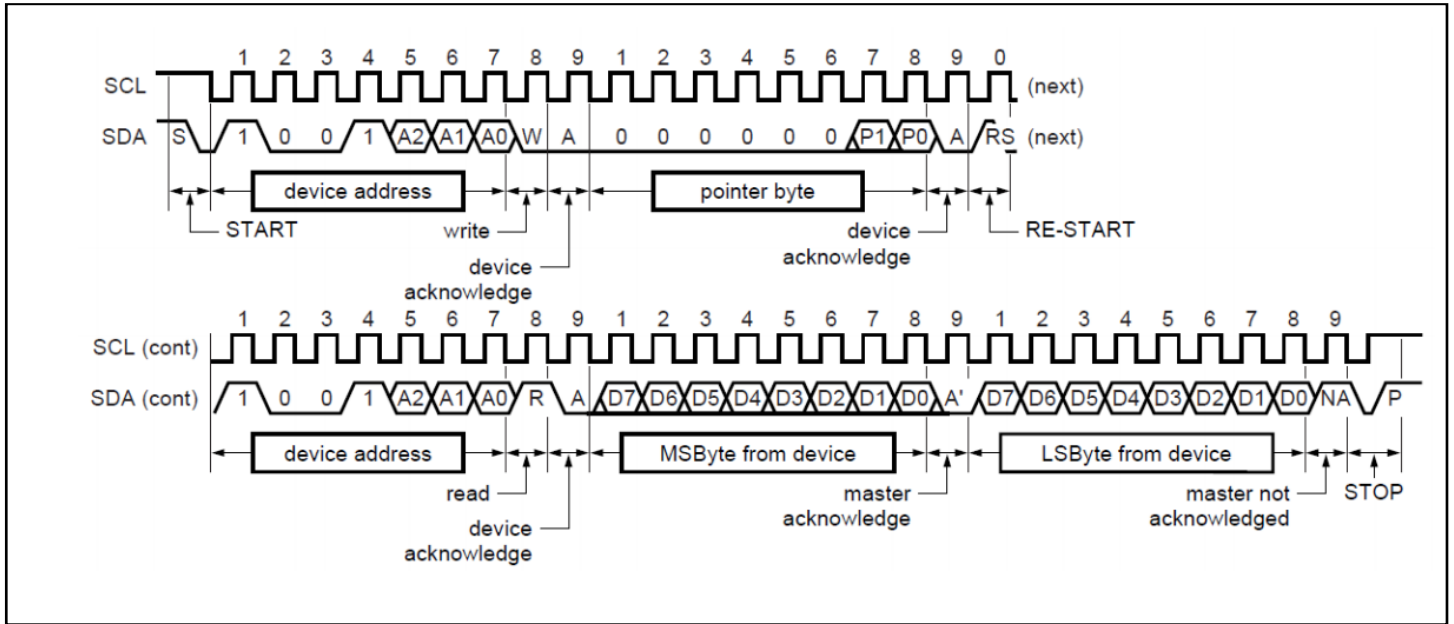 1 2 3 4 5 6 7 8 9 1 2 3 4 5 6 7 8 9 0
SCL (next)
SDA S 1 0 0 1 A2 A1 A0 W A 0 0 0 0 0 0 P1 P0 A RS (next)
device address pointer byte
START write device RE-START
device acknowledge
acknowledge
1 2 3 4 5 6 7 8 9 1 2 3 4 5 6 7 8 9 1 2 3 4 5 6 7 8 9
SCL (cont)
SDA (cont) 1 0 0 1 A2 A1 A0 R A D7 D6 D5 D4 D3 D2 D1 D0 A' D7 D6 D5 D4 D3 D2 D1 D0 NA P
device address MSByte from device LSByte from device
read master master not STOP
device acknowledge acknowledged
acknowledge